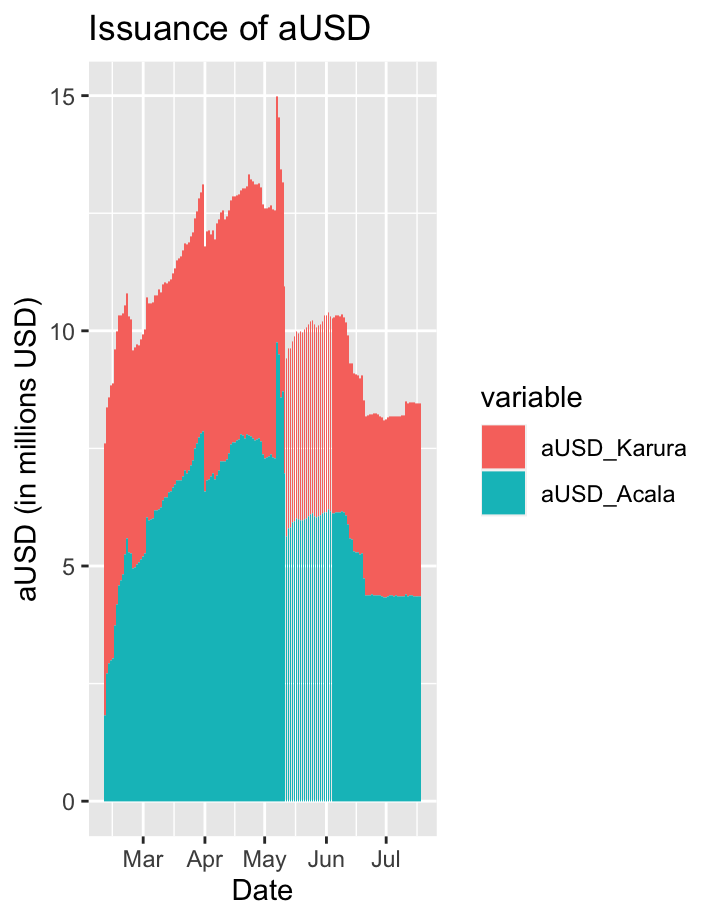 Issuance of aUSD
15
10
5
0
aUSD (in millions USD)
Mar Apr May Jun Jul
Date
variable
aUSD_Karura
aUSD_Acala